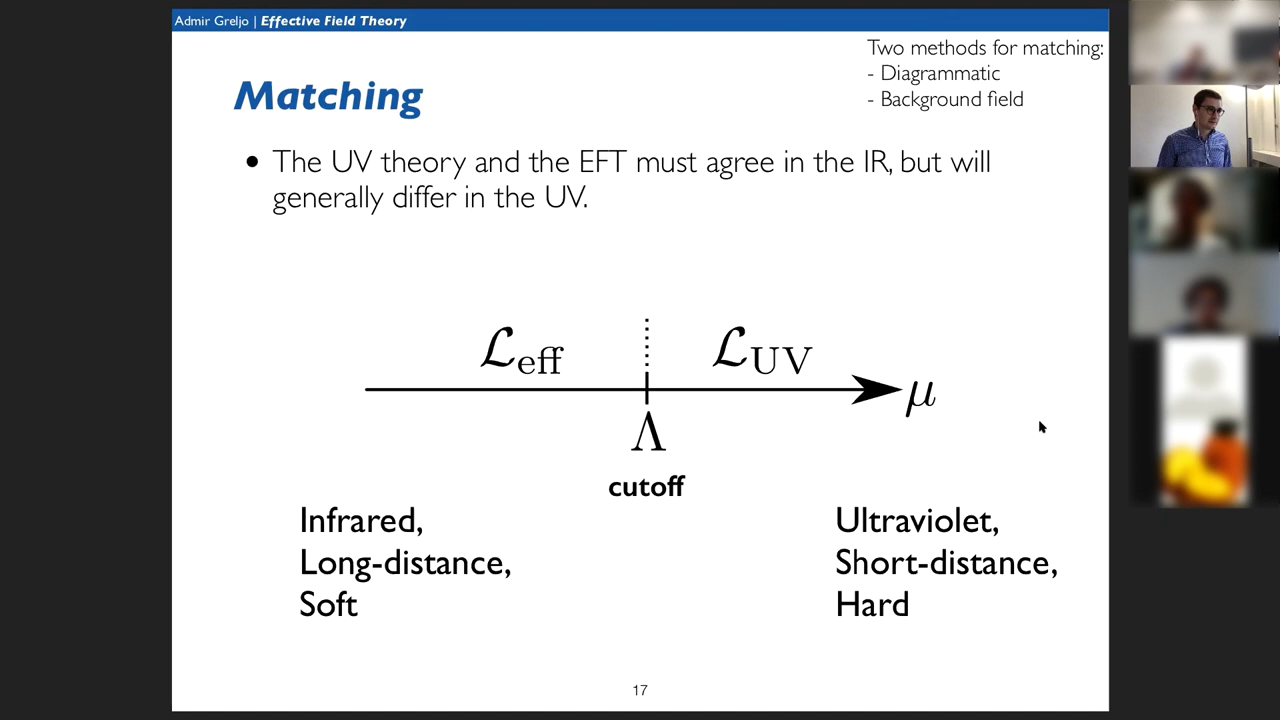 Admir Greljo | Effective Field Theory
Two methods for matching:
- Diagrammatic
- Background field
Matching
• The UV theory and the EFT must agree in the IR, but will
generally differ in the UV.
ℒeff
ℒUV
μ
Λ
cutoff
Infrared,
Long-distance,
Soft
Ultraviolet,
Short-distance,
Hard
17